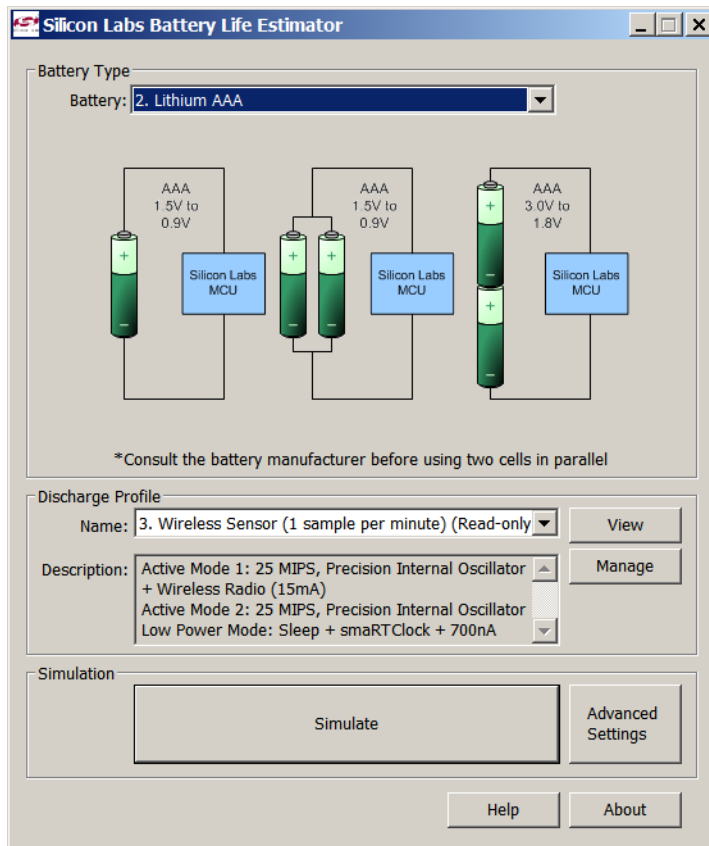 Silicon Labs Battery Life Estimator
Battery Type
Battery: 2. Lithium AAA
AAA
1.5V to
0.9V
+
−
Silicon Labs
MCU
AAA
1.5V to
0.9V
+
+
−
−
Silicon Labs
MCU
AAA
3.0V to
1.8V
+
−
+
−
Silicon Labs
MCU
*Consult the battery manufacturer before using two cells in parallel
Discharge Profile
Name: 3. Wireless Sensor (1 sample per minute) (Read-only
View
Description: Active Mode 1: 25 MIPS, Precision Internal Oscillator
+ Wireless Radio (15mA)
Active Mode 2: 25 MIPS, Precision Internal Oscillator
Low Power Mode: Sleep + smaRTClock + 700nA
Manage
Simulation
Simulate
Advanced
Settings
Help
About